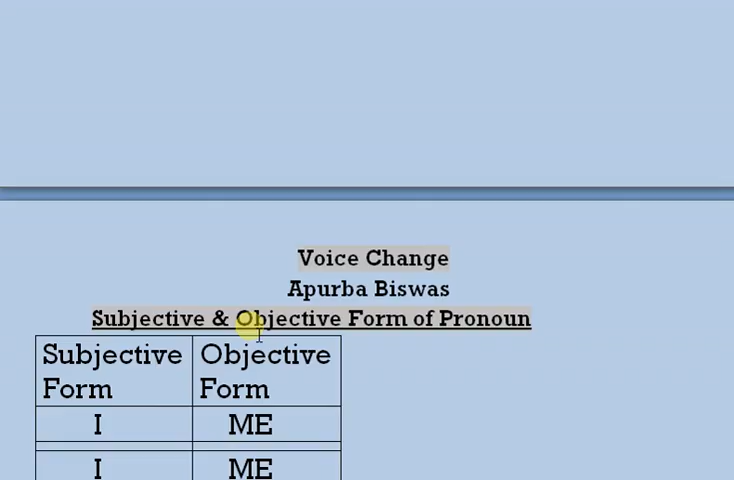 Voice Change
Apurba Biswas
Subjective & Objective Form of Pronoun
Subjective Objective
Form Form
I ME
I ME